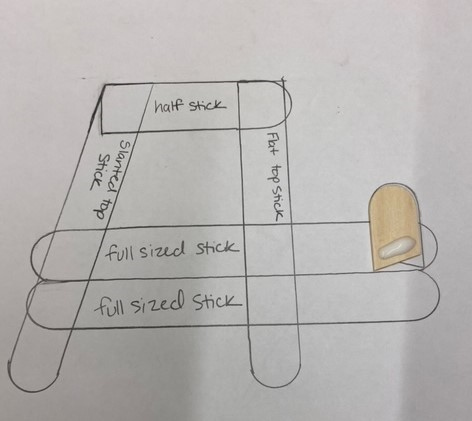 half stick
Slanted top
Stick
Flat top stick
full sized stick
full sized Stick